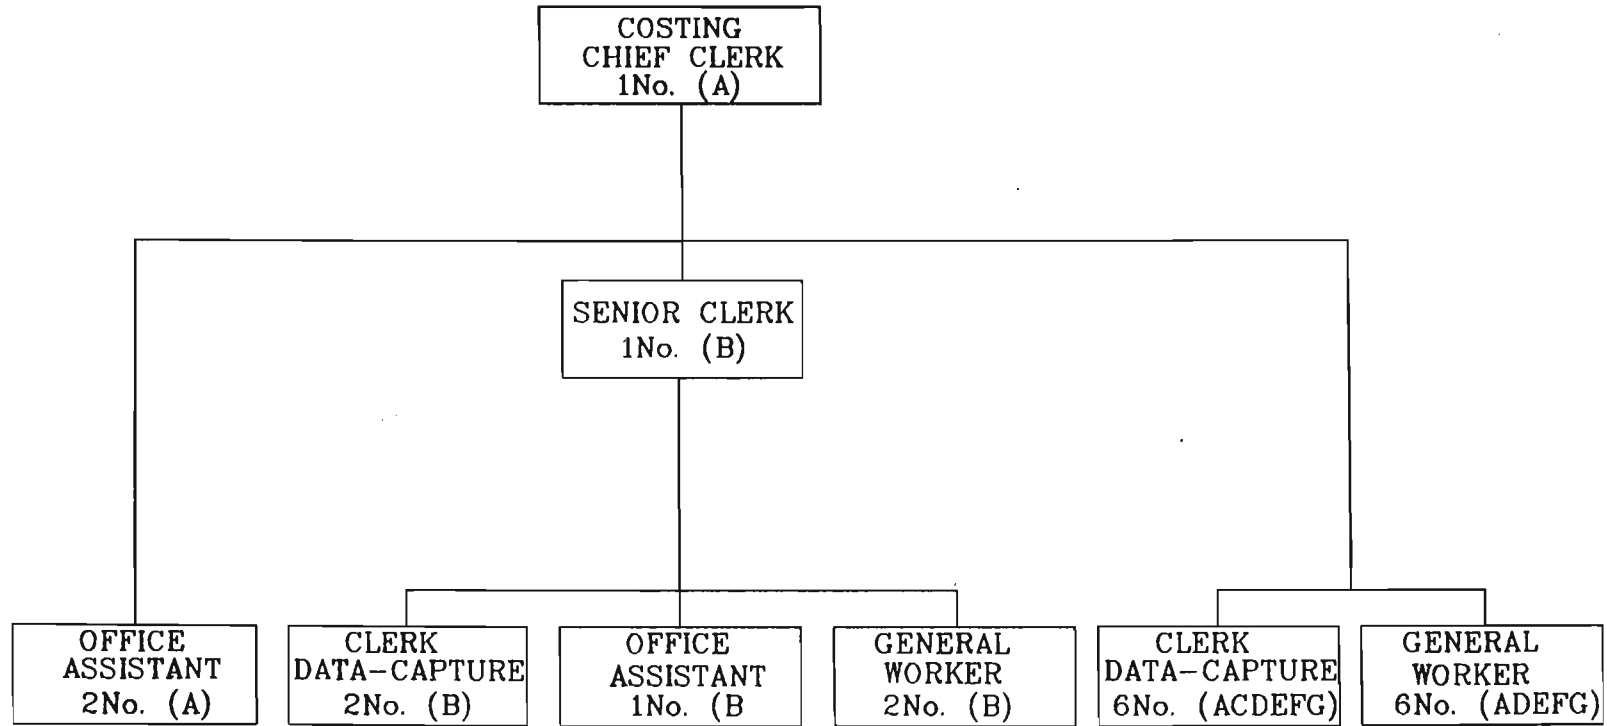 COSTING
CHIEF CLERK
1No. (A)
SENIOR CLERK
1No. (B)
OFFICE
ASSISTANT
2No. (A)
CLERK
DATA-CAPTURE
2No. (B)
OFFICE
ASSISTANT
1No. (B
GENERAL
WORKER
2No. (B)
CLERK
DATA-CAPTURE
6No. (ACDEFG)
GENERAL
WORKER
6No. (ADEFG)